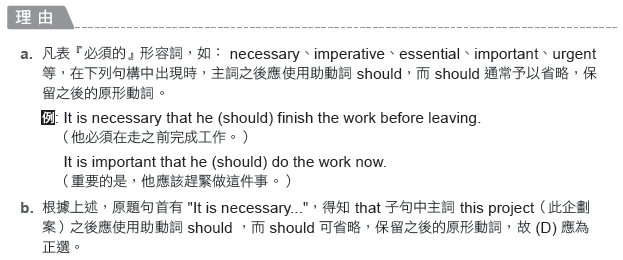 理由
a. 凡表『必須的』形容詞，如： necessary、imperative、essential、important、urgent
等，在下列句構中出現時，主詞之後應使用助動詞 should，而 should 通常予以省略，保
留之後的原形動詞。
例: It is necessary that he (should) finish the work before leaving.
（他必須在走之前完成工作。）
It is important that he (should) do the work now.
（重要的是，他應該趕緊做這件事。）
b. 根據上述，原題句首有 "It is necessary..."，得知 that 子句中主詞 this project（此企劃
案）之後應使用助動詞 should ，而 should 可省略，保留之後的原形動詞，故 (D) 應為
正選。